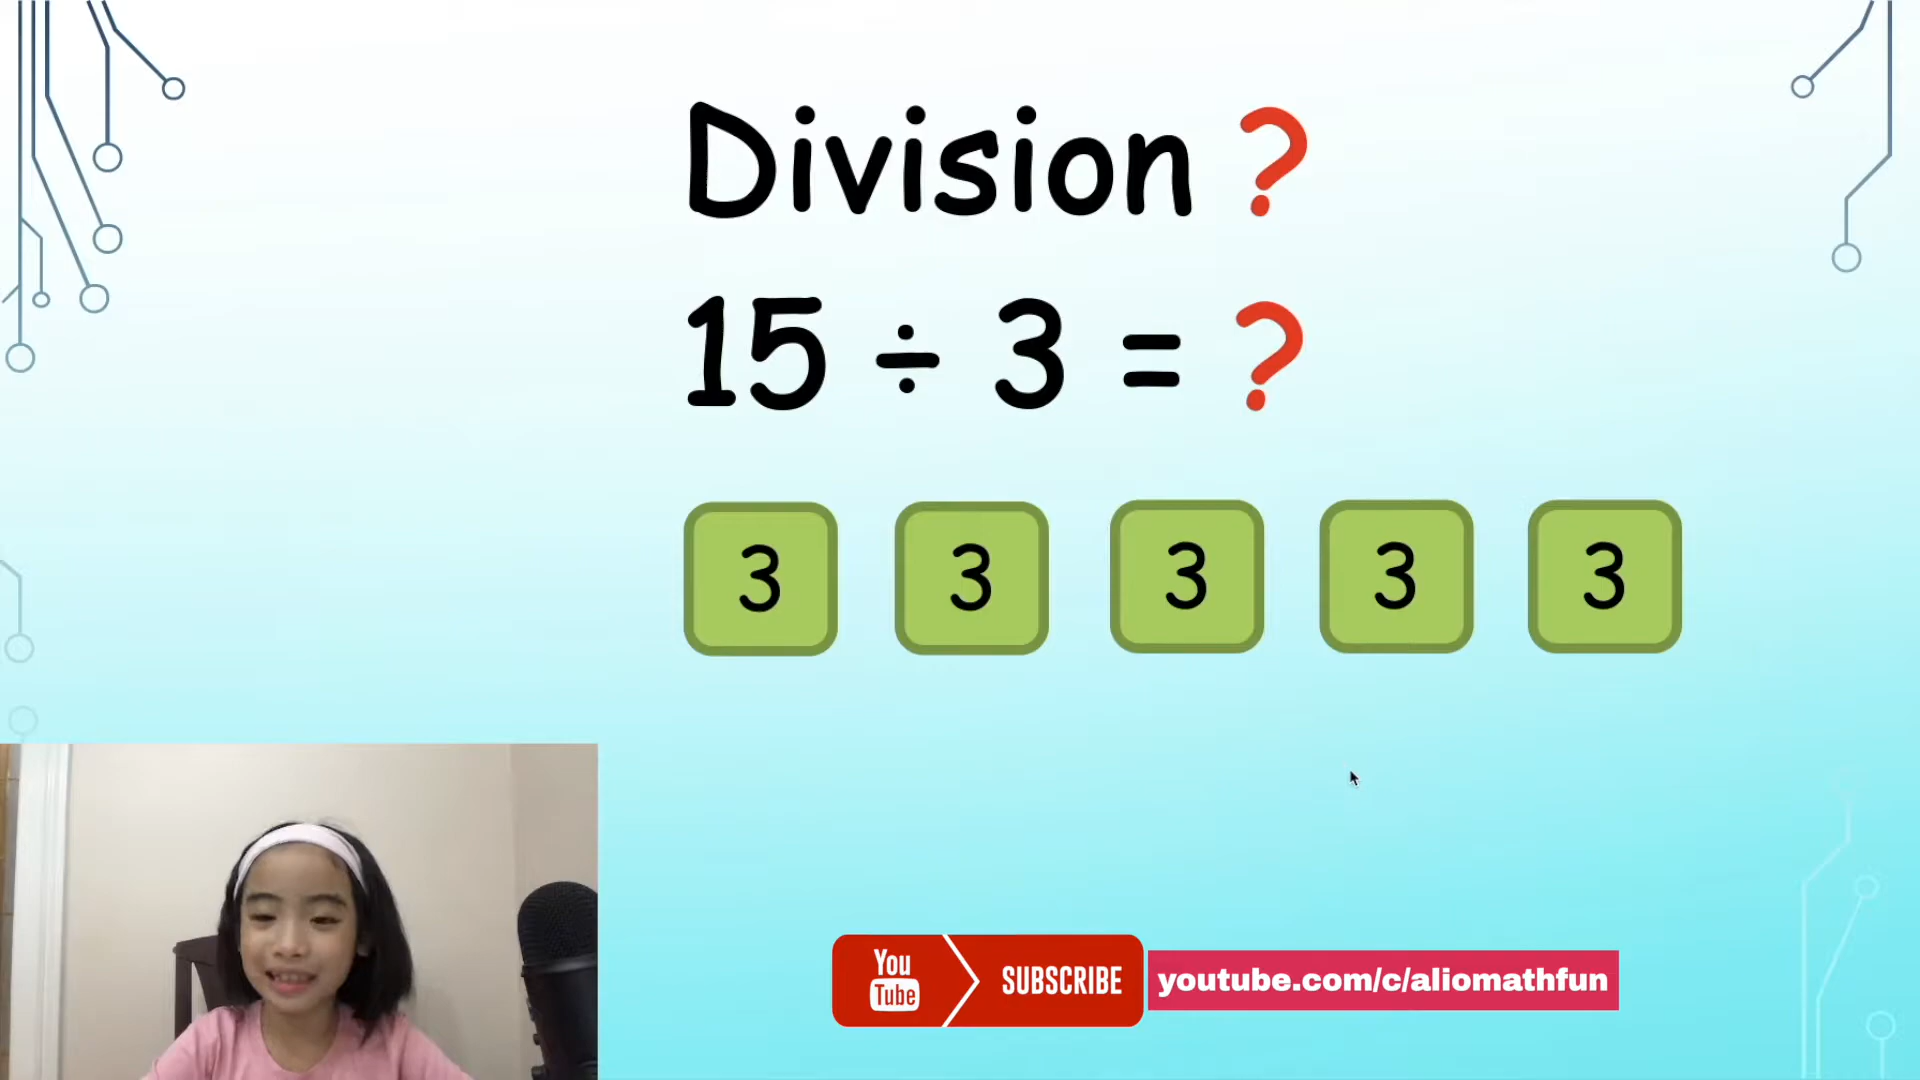 Division ?
15 ÷ 3 = ?
3 3 3 3 3
You Tube SUBSCRIBE youtube.com/c/aliomathfun